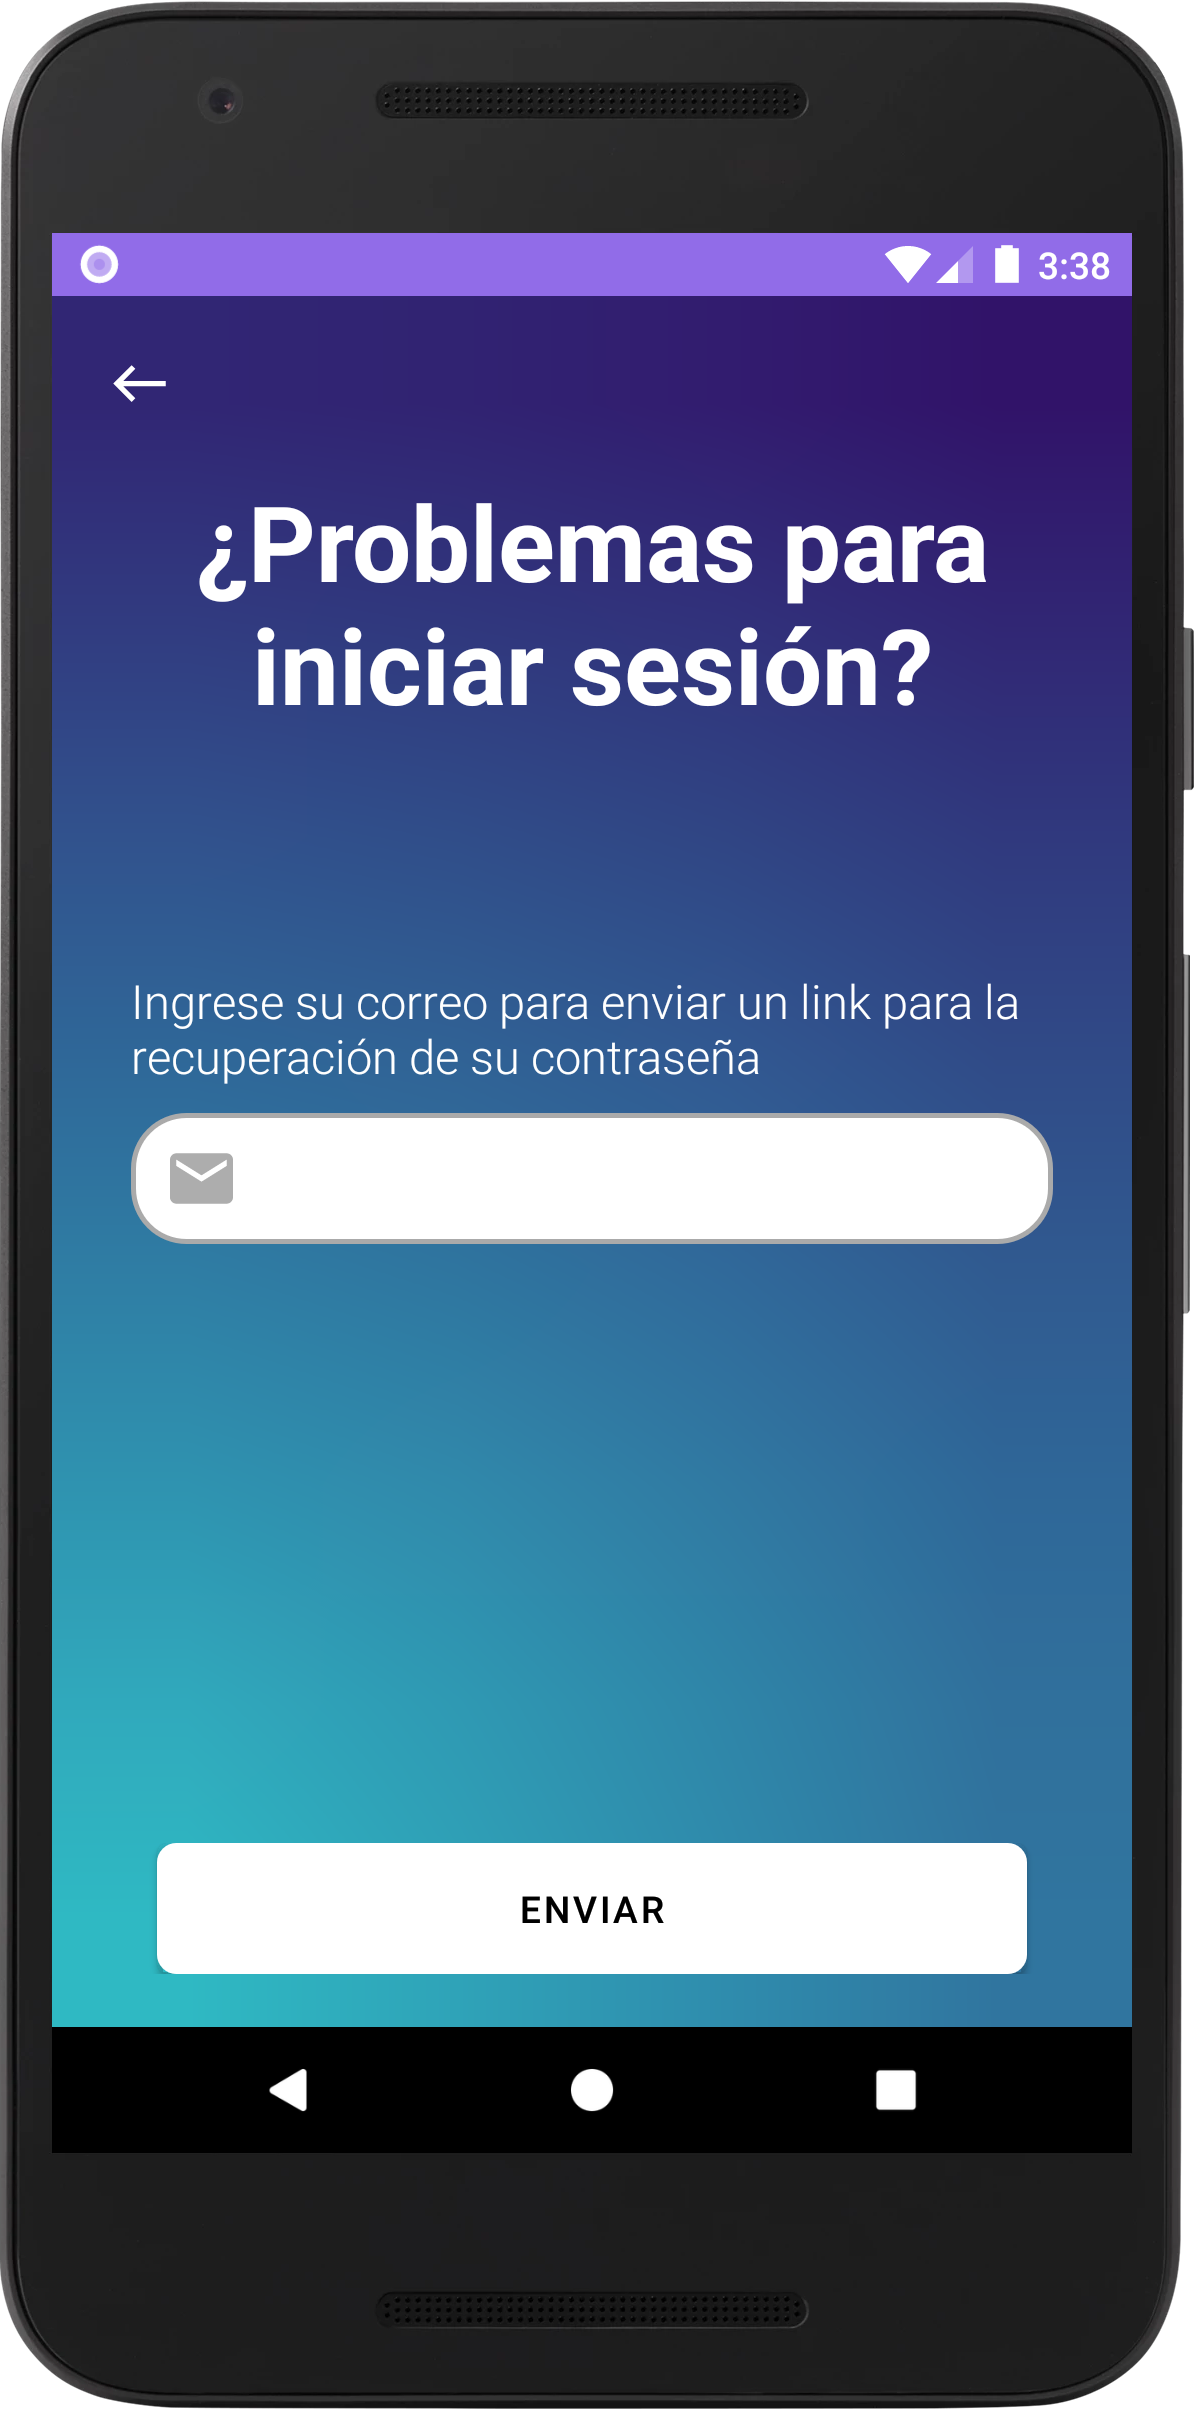 3:38
¿Problemas para
iniciar sesión?
Ingrese su correo para enviar un link para la
recuperación de su contraseña
ENVIAR